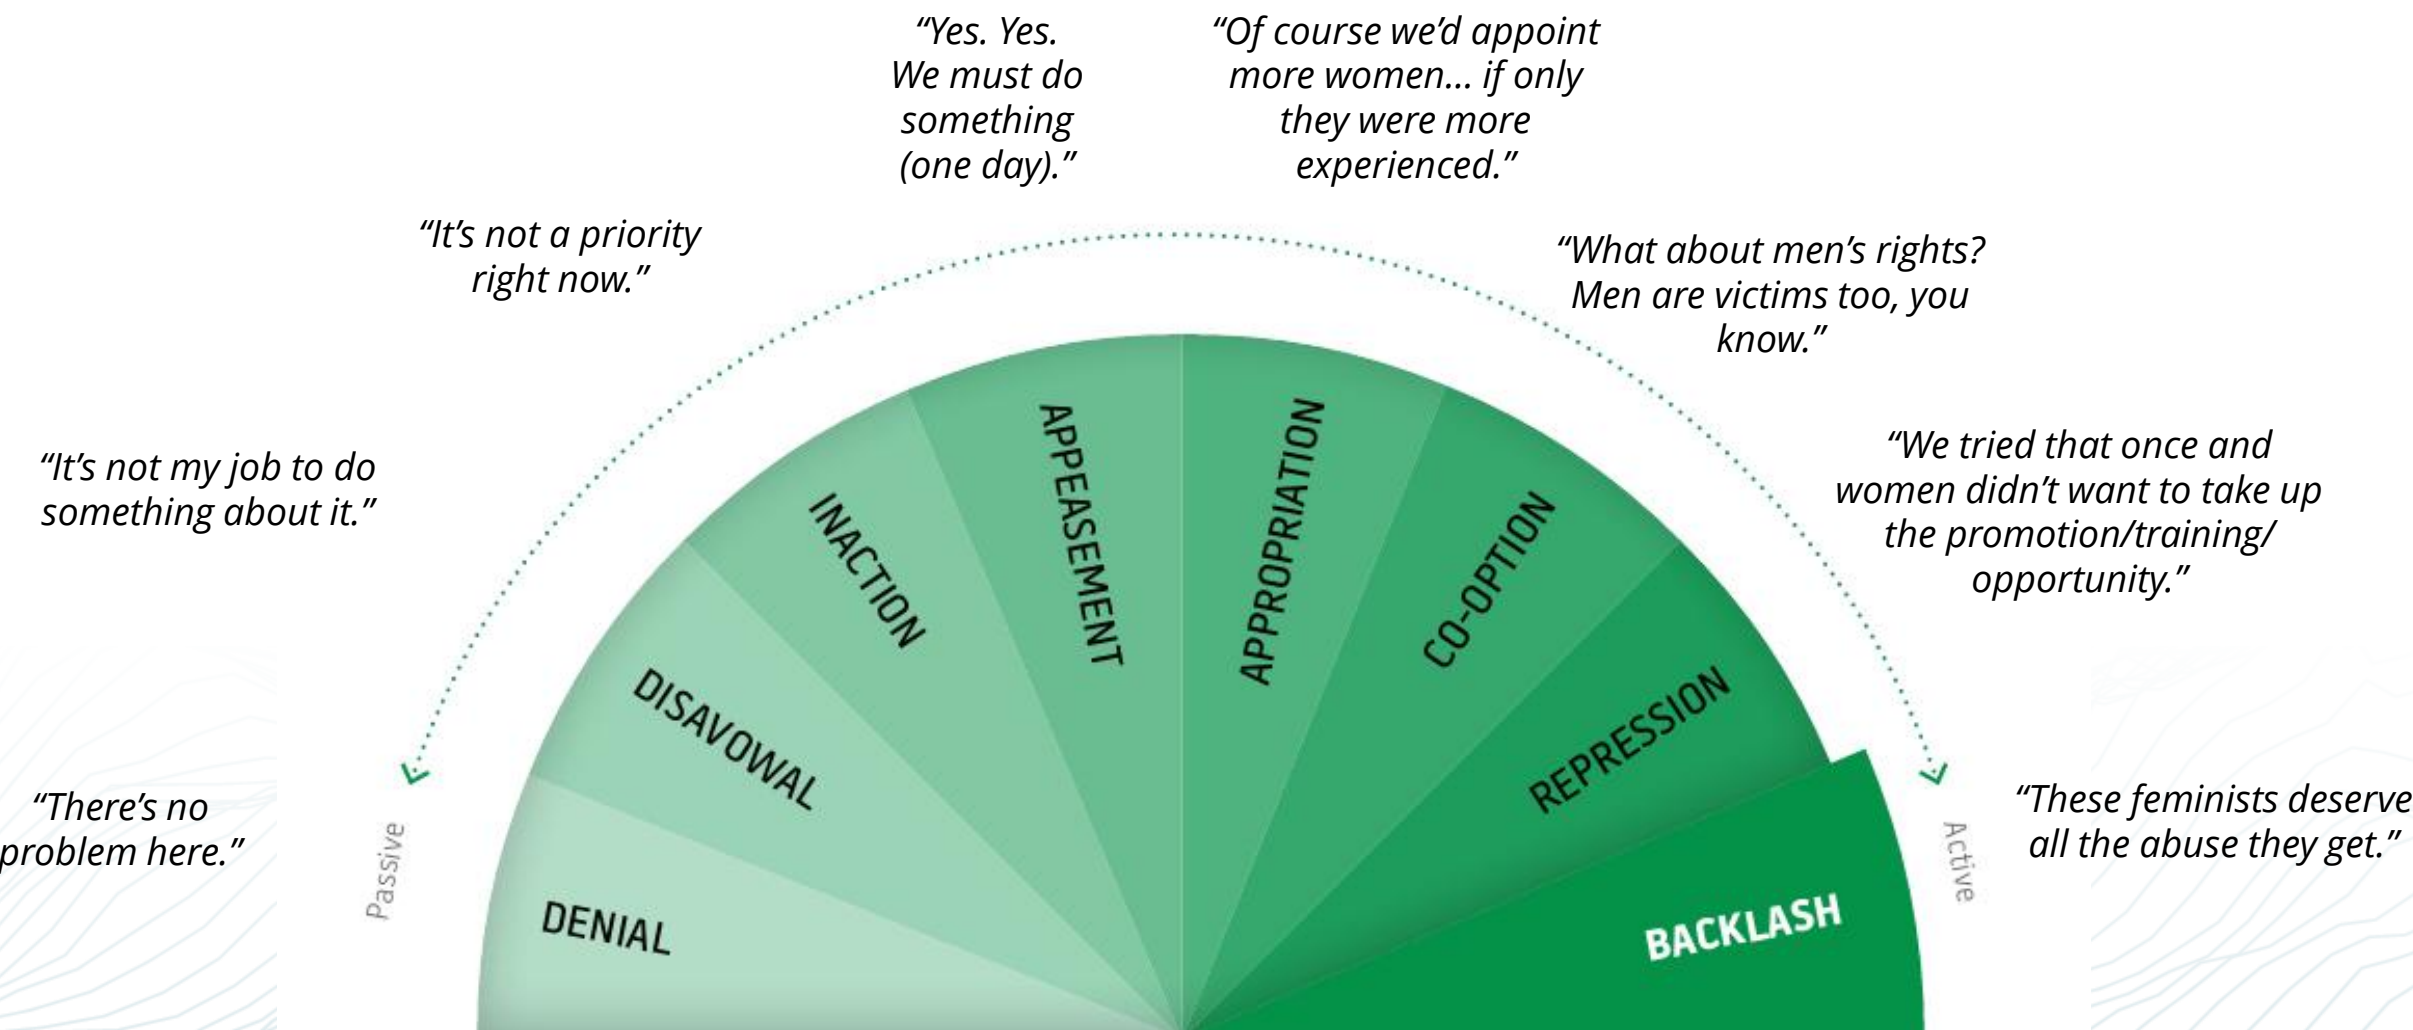 “Yes. Yes.
We must do
something
(one day).”
“Of course we’d appoint
more women... if only
they were more
experienced.”
“It’s not a priority
right now.”
“What about men’s rights?
Men are victims too, you
know.”
“It’s not my job to do
something about it.”
“We tried that once and
women didn’t want to take up
the promotion/training/
opportunity.”
“There’s no
problem here.”
“These feminists deserve
all the abuse they get.”
Passive
DENIAL
DISAVOWAL
INACTION
APPEASEMENT
APPROPRIATION
CO-OPTION
REPRESSION
BACKLASH
Active